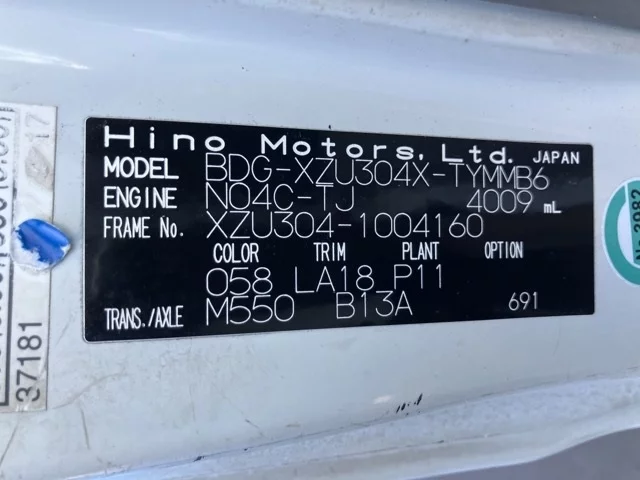 Hino Motors, Ltd. JAPAN
MODEL BDG-XZU304X-TYMMB6
ENGINE N04C-TJ 4009 mL
FRAME No. XZU304-1004160
COLOR TRIM PLANT OPTION
058 LA18 P11
TRANS./AXLE M550 B13A 691
37181
17